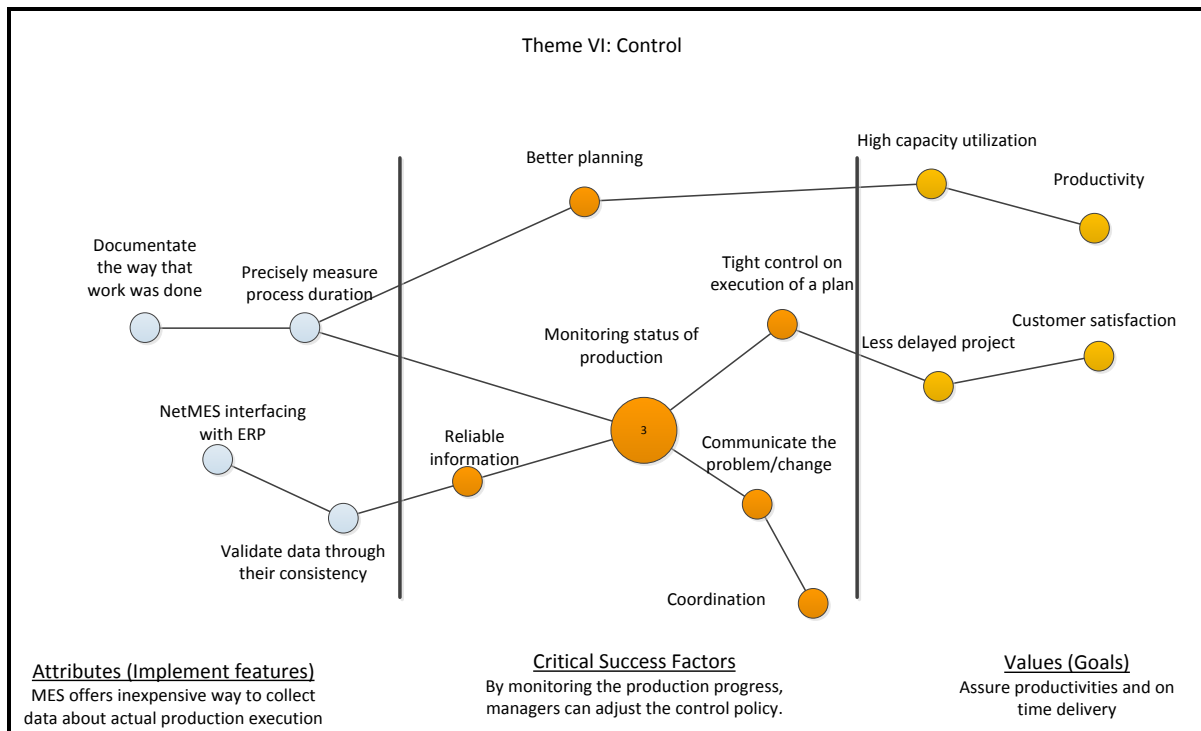 Theme VI: Control
High capacity utilization
Better planning
Productivity
Documentate
the way that
work was done
Precisely measure
process duration
Tight control on
execution of a plan
Monitoring status of
production
Customer satisfaction
Less delayed project
NetMES interfacing
with ERP
Reliable
information
3
Communicate the
problem/change
Validate data through
their consistency
Coordination
Attributes (Implement features)
MES offers inexpensive way to collect
data about actual production execution
Critical Success Factors
By monitoring the production progress,
managers can adjust the control policy.
Values (Goals)
Assure productivities and on
time delivery